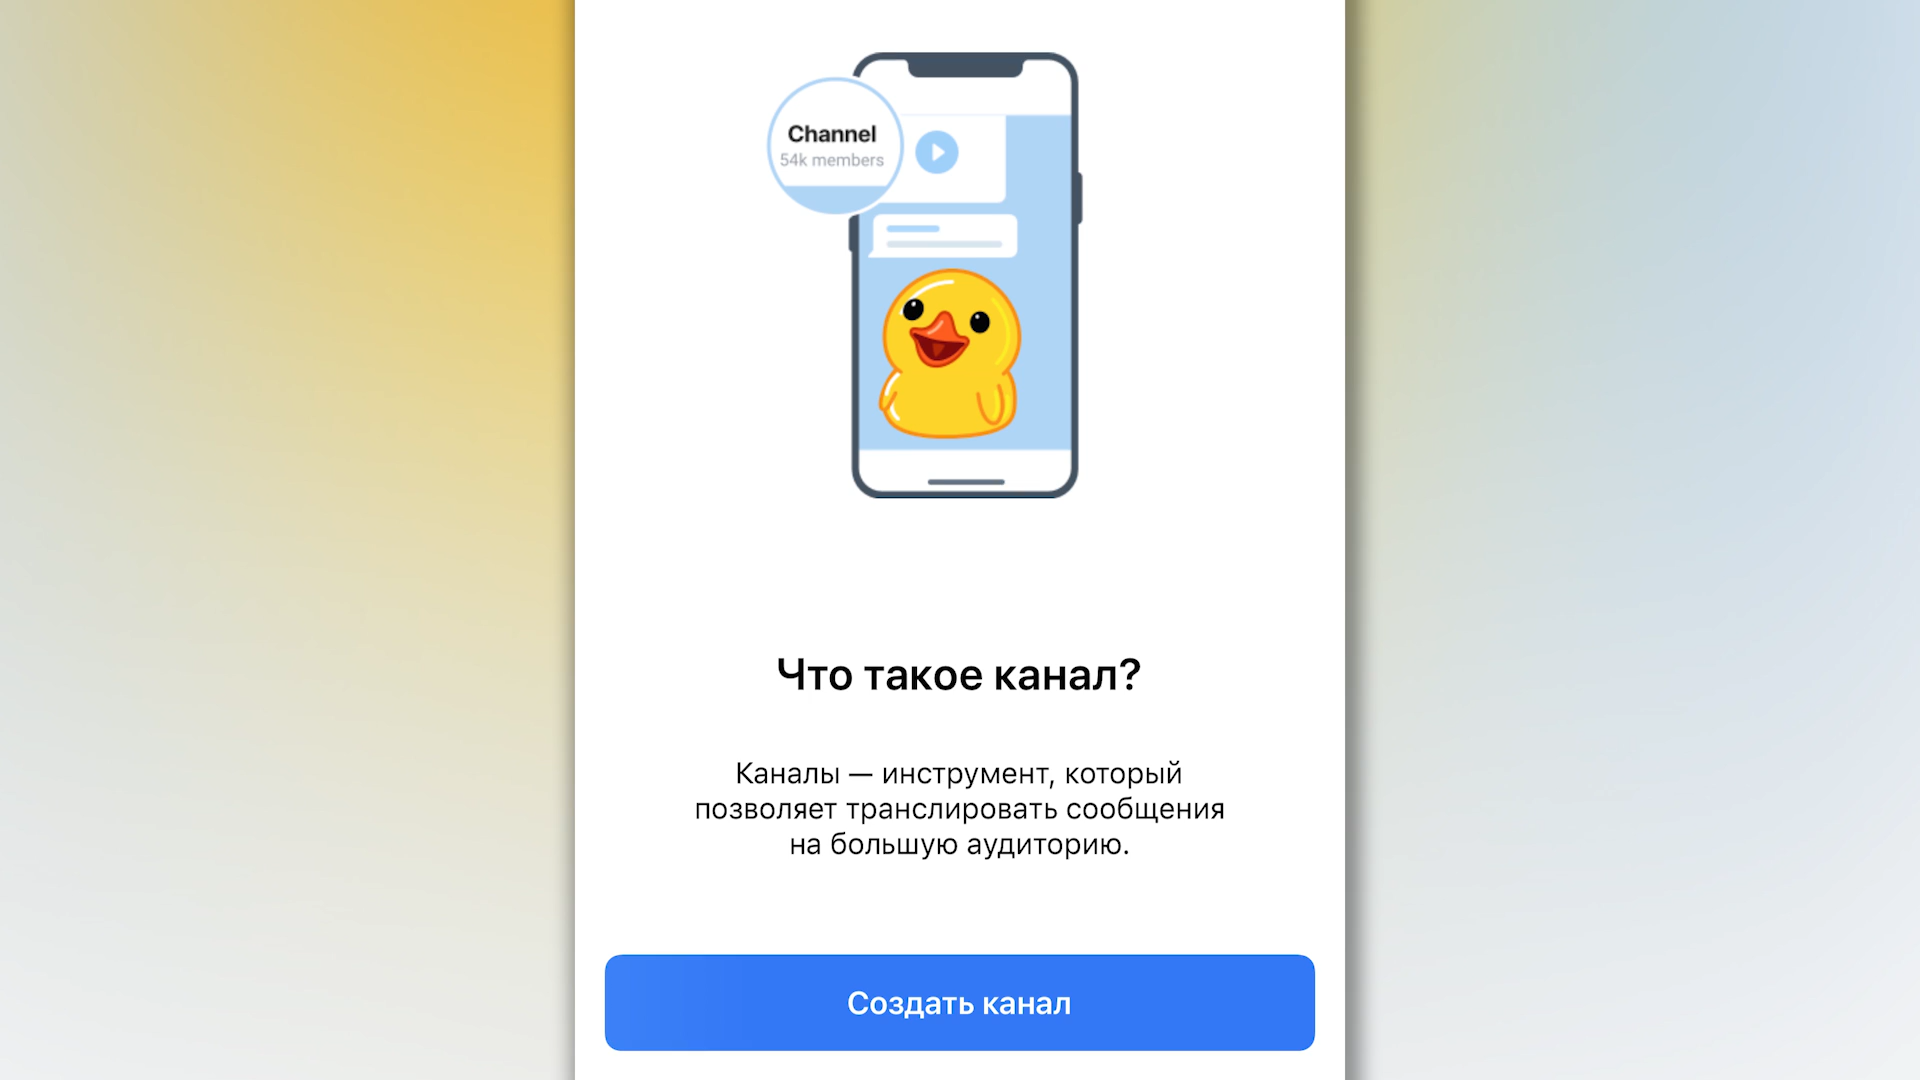 Channel
54k members
Что такое канал?
Каналы — инструмент, который
позволяет транслировать сообщения
на большую аудиторию.
Создать канал